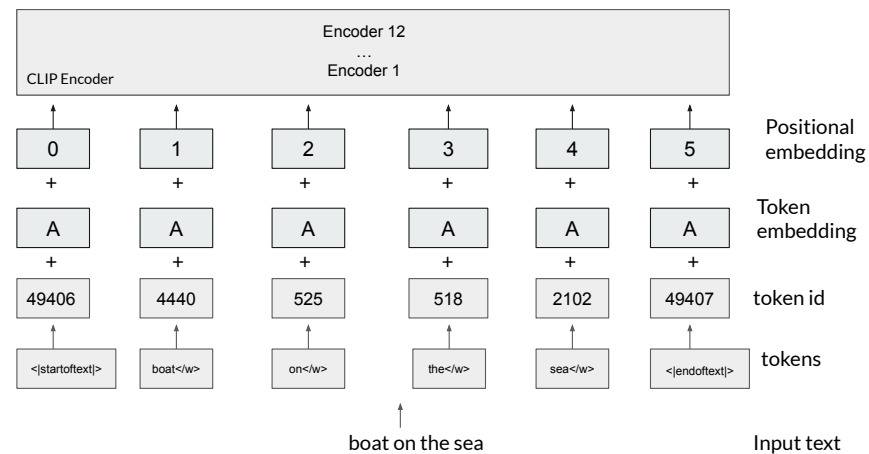 Encoder 12
...
Encoder 1
CLIP Encoder
0 1 2 3 4 5 Positional embedding
+ + + + + +
A A A A A A Token embedding
+ + + + + +
49406 4440 525 518 2102 49407 token id
<|startoftext|> boat</w> on</w> the</w> sea</w> <|endoftext|> tokens
boat on the sea Input text